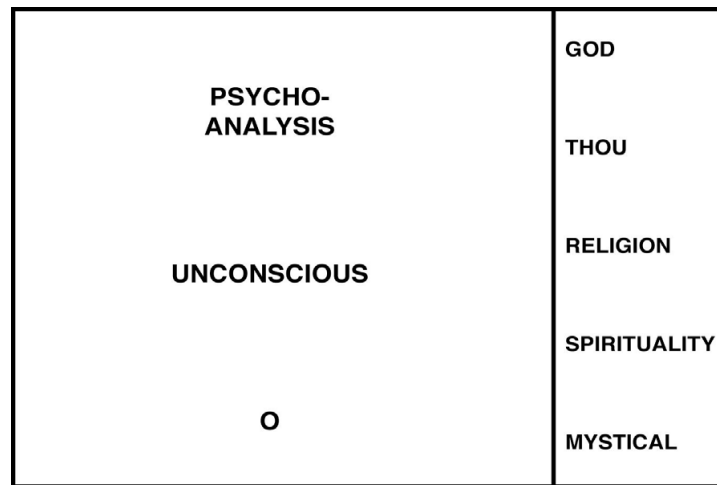 PSYCHO-
ANALYSIS
UNCONSCIOUS
O
GOD
THOU
RELIGION
SPIRITUALITY
MYSTICAL